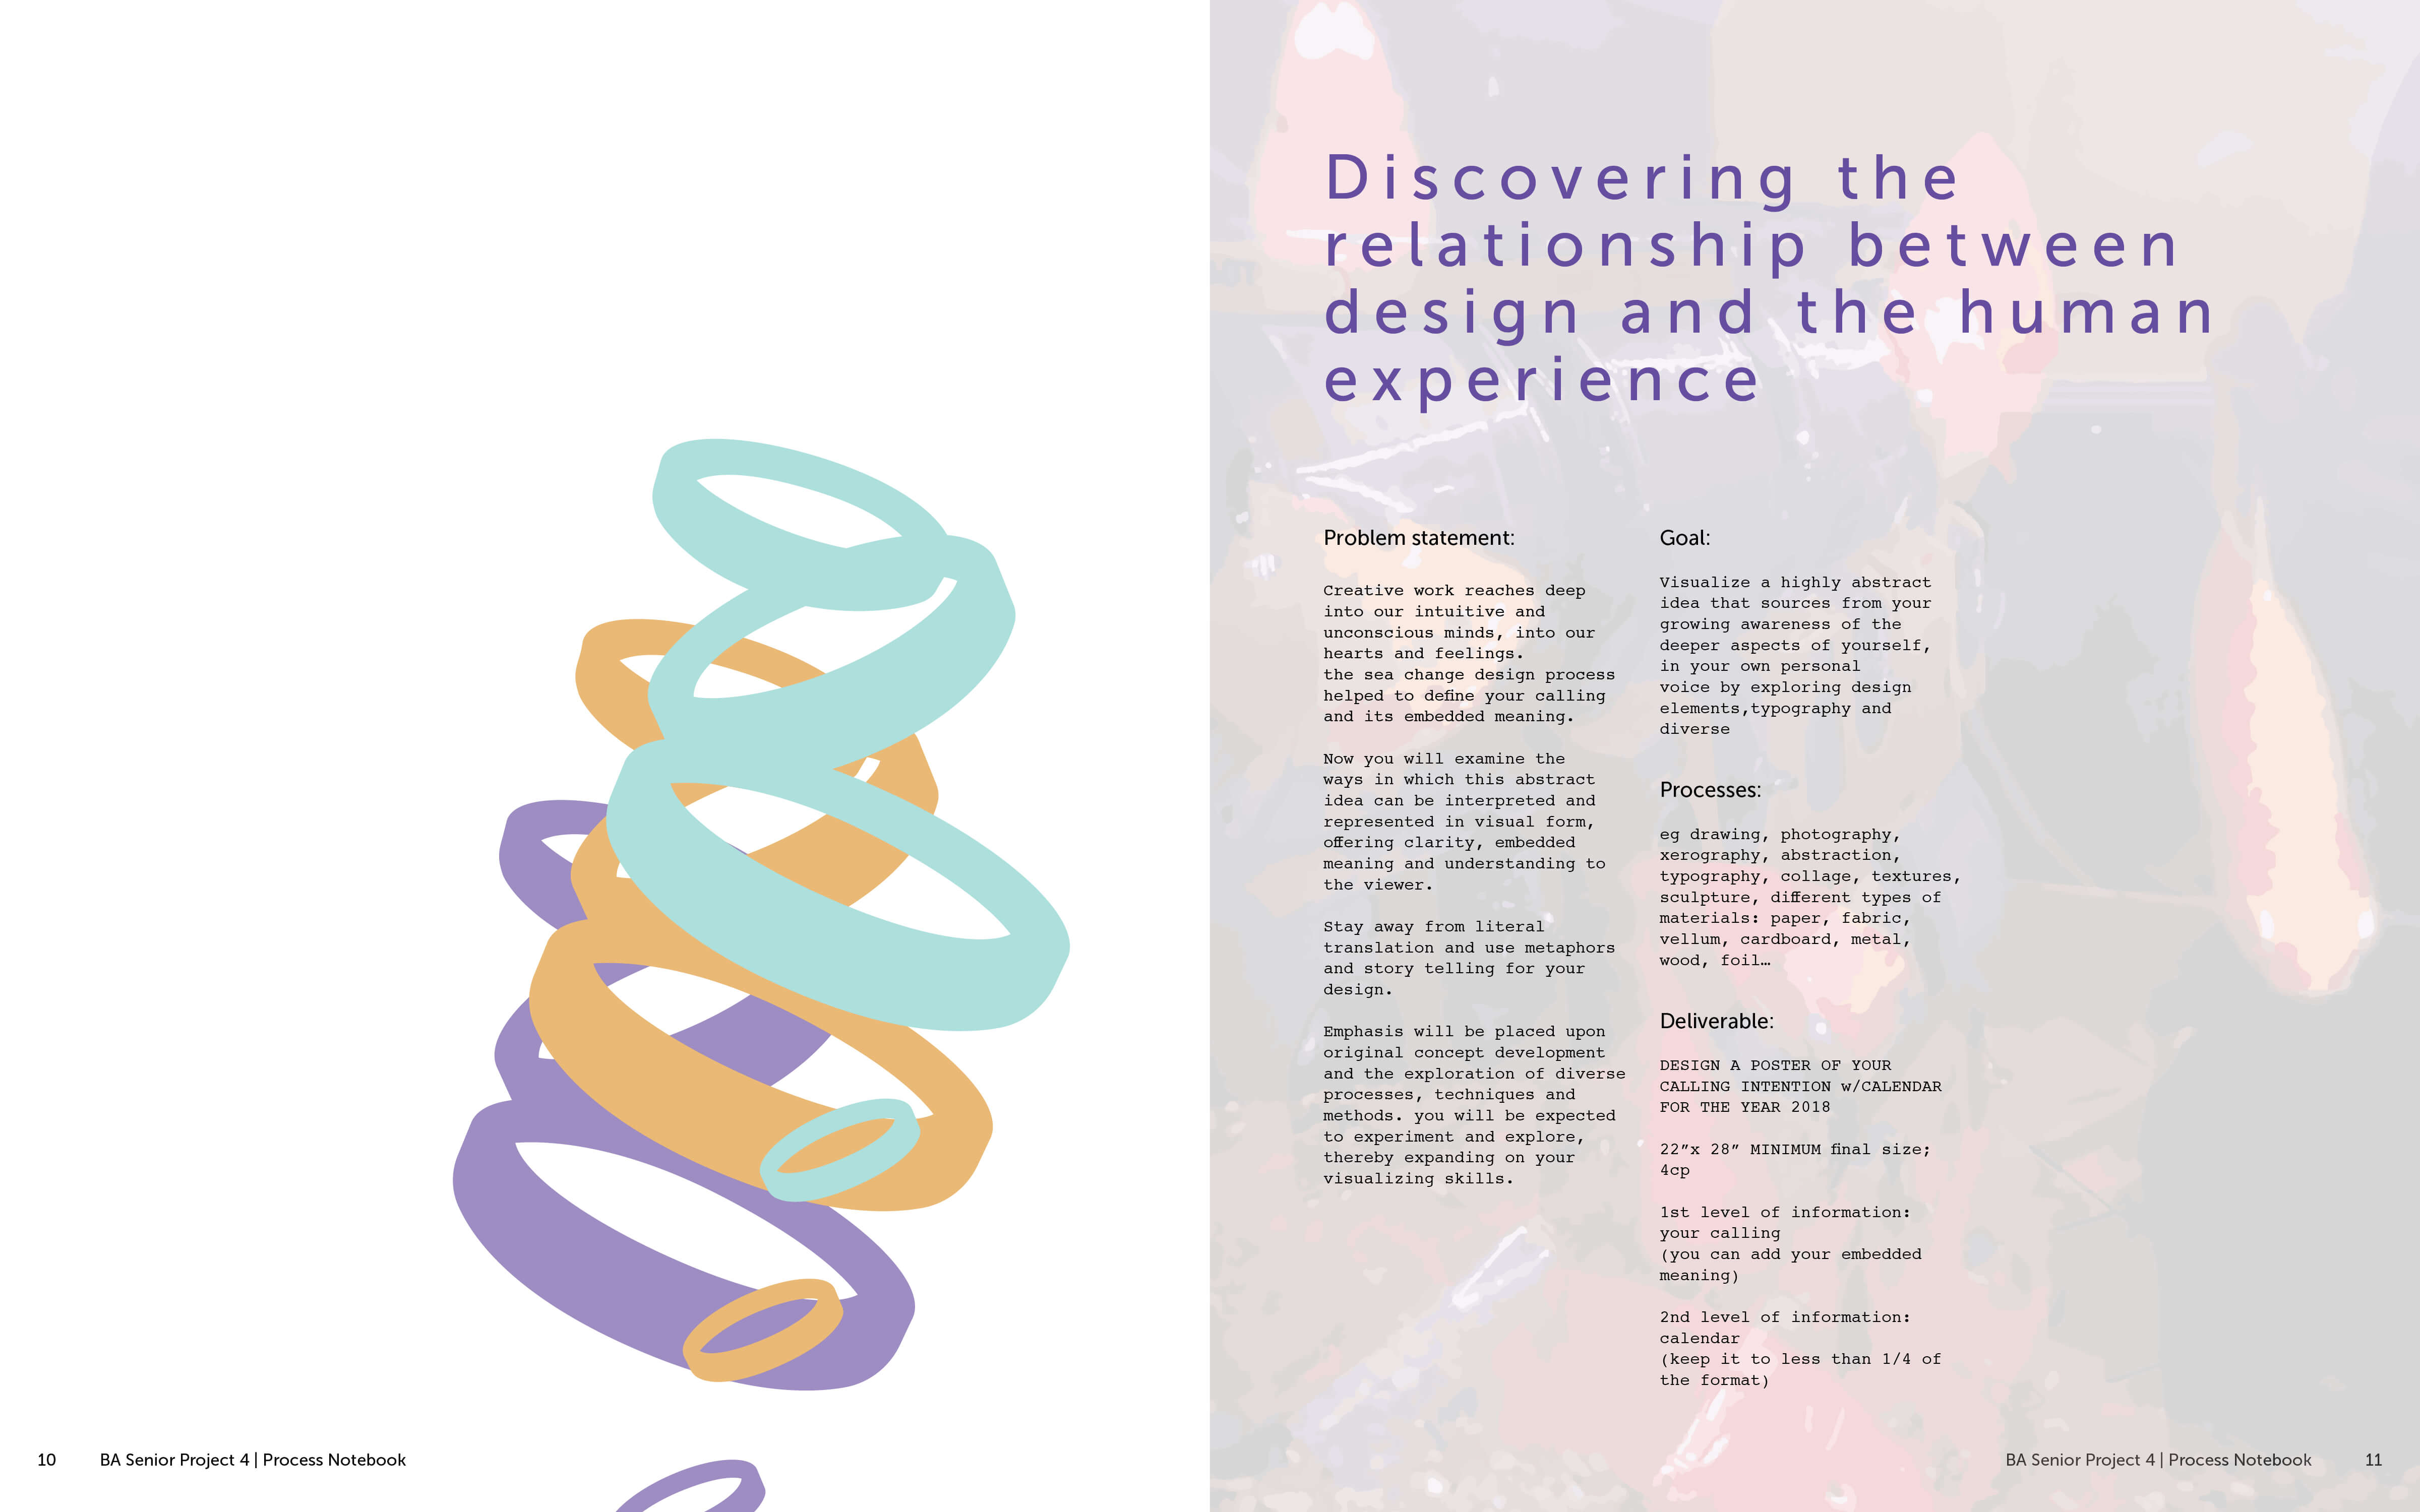 Discovering the
relationship between
design and the human
experience
Problem statement:
Creative work reaches deep
into our intuitive and
unconscious minds, into our
hearts and feelings.
the sea change design process
helped to define your calling
and its embedded meaning.
Now you will examine the
ways in which this abstract
idea can be interpreted and
represented in visual form,
offering clarity, embedded
meaning and understanding to
the viewer.
Stay away from literal
translation and use metaphors
and story telling for your
design.
Emphasis will be placed upon
original concept development
and the exploration of diverse
processes, techniques and
methods. you will be expected
to experiment and explore,
thereby expanding on your
visualizing skills.
Goal:
Visualize a highly abstract
idea that sources from your
growing awareness of the
deeper aspects of yourself,
in your own personal
voice by exploring design
elements,typography and
diverse
Processes:
eg drawing, photography,
xerography, abstraction,
typography, collage, textures,
sculpture, different types of
materials: paper, fabric,
vellum, cardboard, metal,
wood, foil…
Deliverable:
DESIGN A POSTER OF YOUR
CALLING INTENTION w/CALENDAR
FOR THE YEAR 2018
22”x 28” MINIMUM final size;
4cp
1st level of information:
your calling
(you can add your embedded
meaning)
2nd level of information:
calendar
(keep it to less than 1/4 of
the format)
10 BA Senior Project 4 | Process Notebook
BA Senior Project 4 | Process Notebook 11